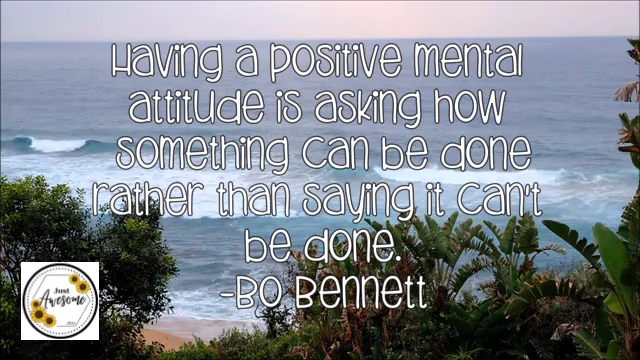 Having a positive mental
attitude is asking how
something can be done
rather than saying it can't
be done.
-Bo Bennett
Just
Awesome